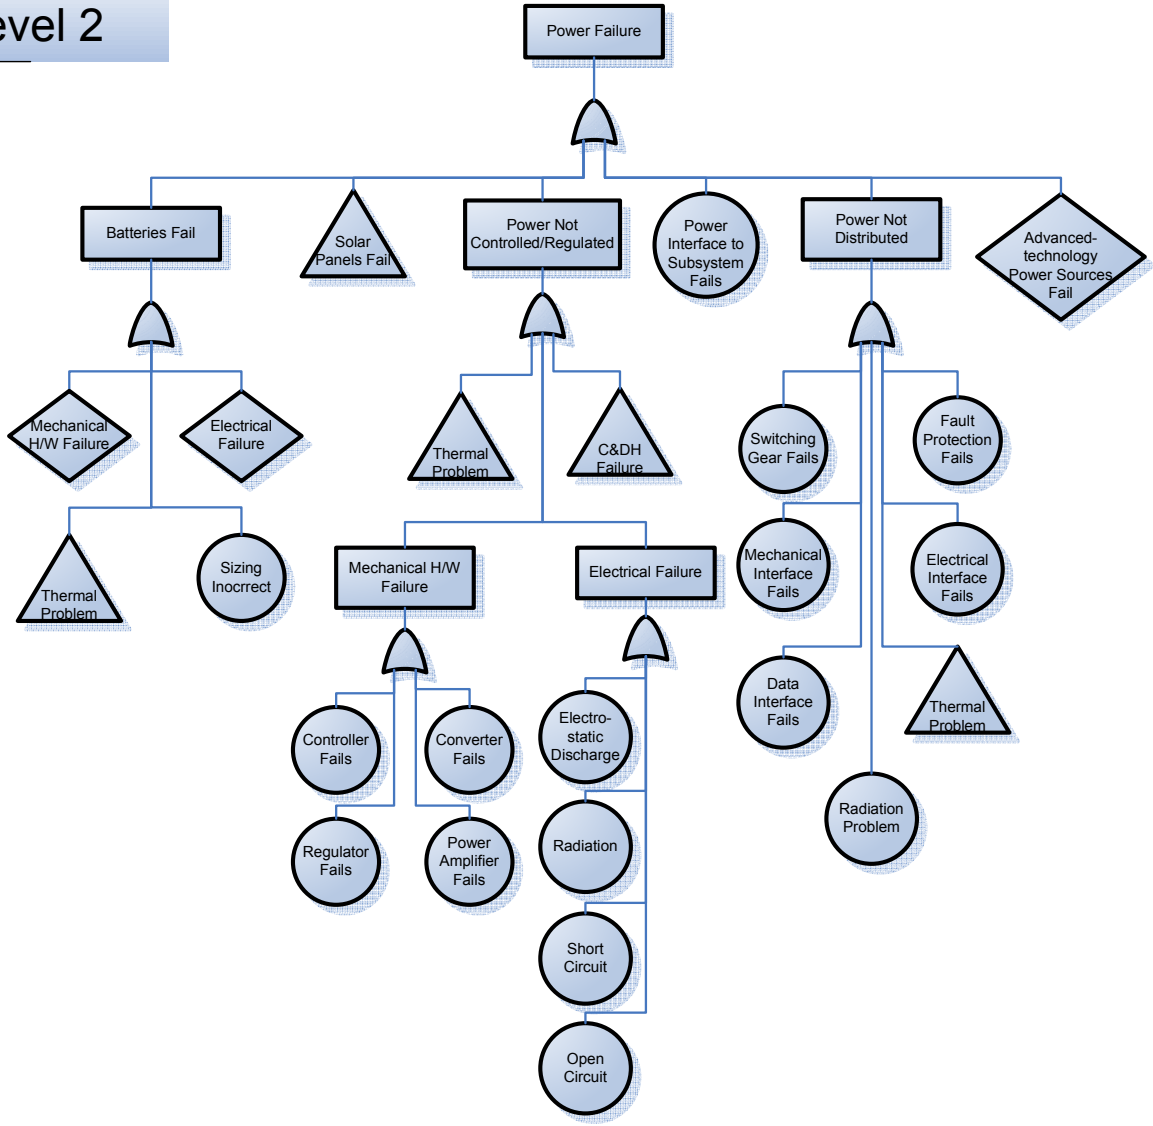 evel 2
Power Failure
Batteries Fail
Solar
Panels Fail
Power Not
Controlled/Regulated
Power
Interface to
Subsystem
Fails
Power Not
Distributed
Advanced-
technology
Power Sources
Fail
Mechanical
H/W Failure
Electrical
Failure
Thermal
Problem
C&DH
Failure
Switching
Gear Fails
Fault
Protection
Fails
Thermal
Problem
Sizing
Inocrrect
Mechanical H/W
Failure
Electrical Failure
Mechanical
Interface
Fails
Electrical
Interface
Fails
Controller
Fails
Converter
Fails
Electro-
static
Discharge
Data
Interface
Fails
Thermal
Problem
Regulator
Fails
Power
Amplifier
Fails
Radiation
Radiation
Problem
Short
Circuit
Open
Circuit